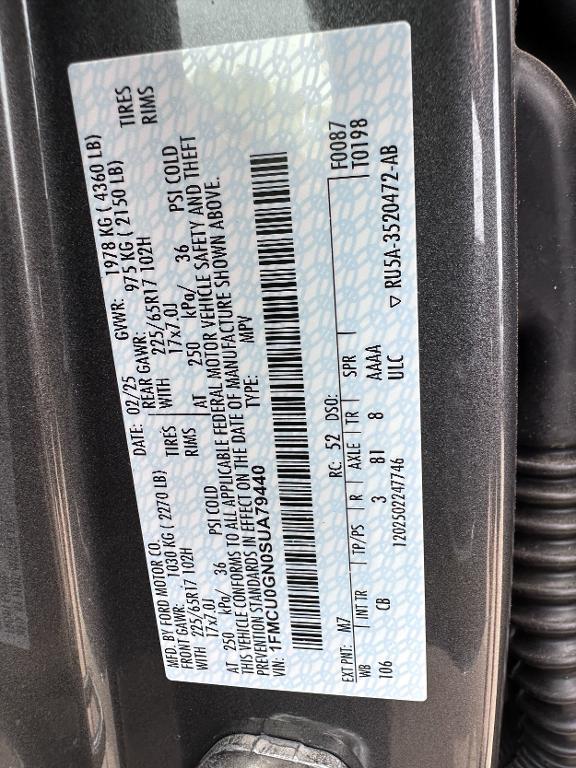 MFD. BY FORD MOTOR CO.
DATE: 02/25 GVWR: 1978 KG ( 4360 LB)
FRONT GAWR: 1030 KG ( 2270 LB) REAR GAWR: 975 KG ( 2150 LB)
WITH 225/65R17 102H TIRES WITH 225/65R17 102H TIRES
17x7.0J RIMS 17x7.0J RIMS
AT 250 kPa/ 36 PSI COLD AT 250 kPa/ 36 PSI COLD
THIS VEHICLE CONFORMS TO ALL APPLICABLE FEDERAL MOTOR VEHICLE SAFETY AND THEFT
PREVENTION STANDARDS IN EFFECT ON THE DATE OF MANUFACTURE SHOWN ABOVE.
VIN: 1FMCU0GN0SUA79440 TYPE: MPV
F0087
EXT PNT: M7 RC: 52 DSO: T0198
WB INT TR TP/PS R AXLE TR SPR
106 CB 3 81 8 AAAA
ULC
1202502247746 ▽ RU5A-3520472-AB